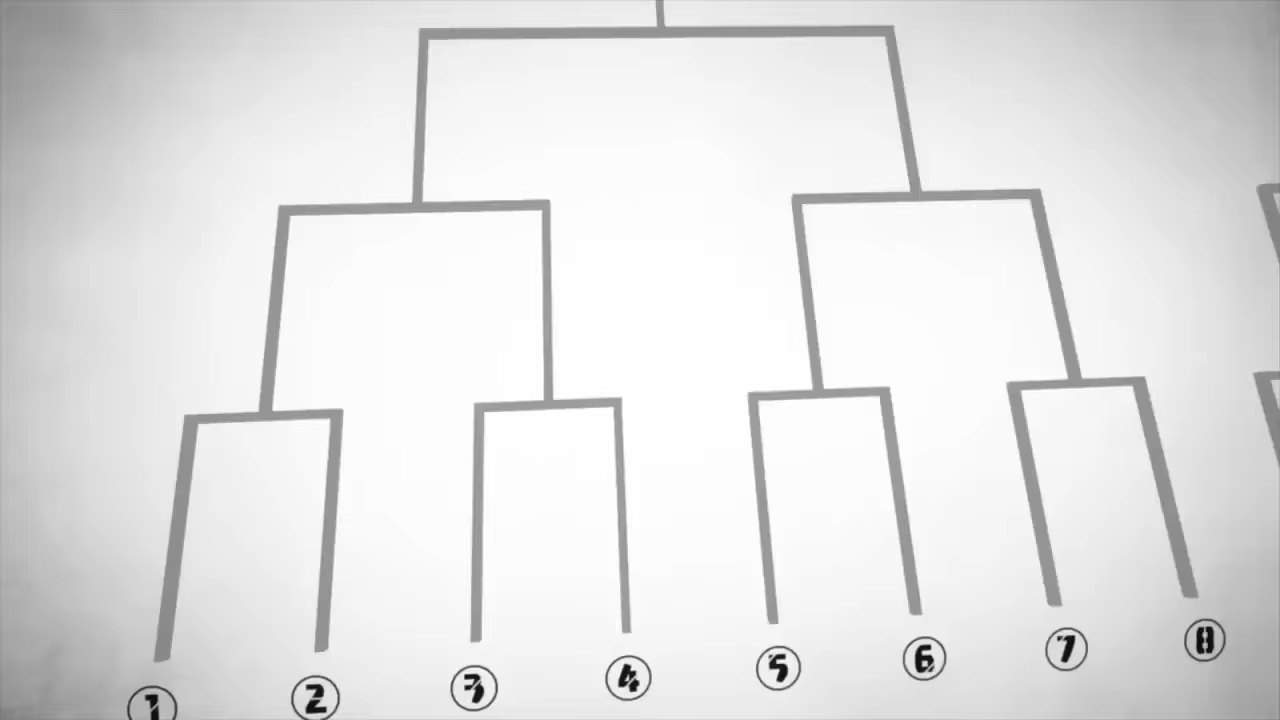 ① ② ③ ④ ⑤ ⑥ ⑦ ⑧